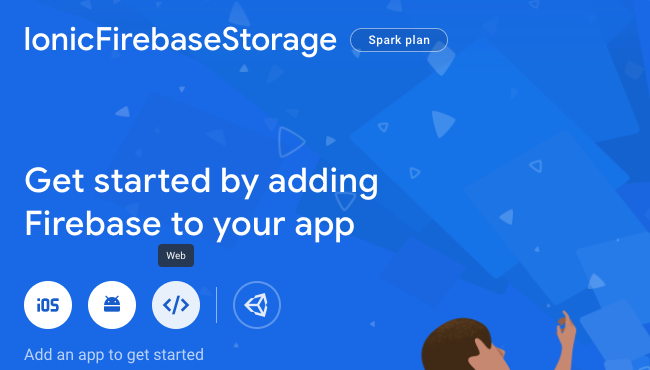 IonicFirebaseStorage
Spark plan
Get started by adding
Firebase to your app
Web
iOS
</>
Add an app to get started